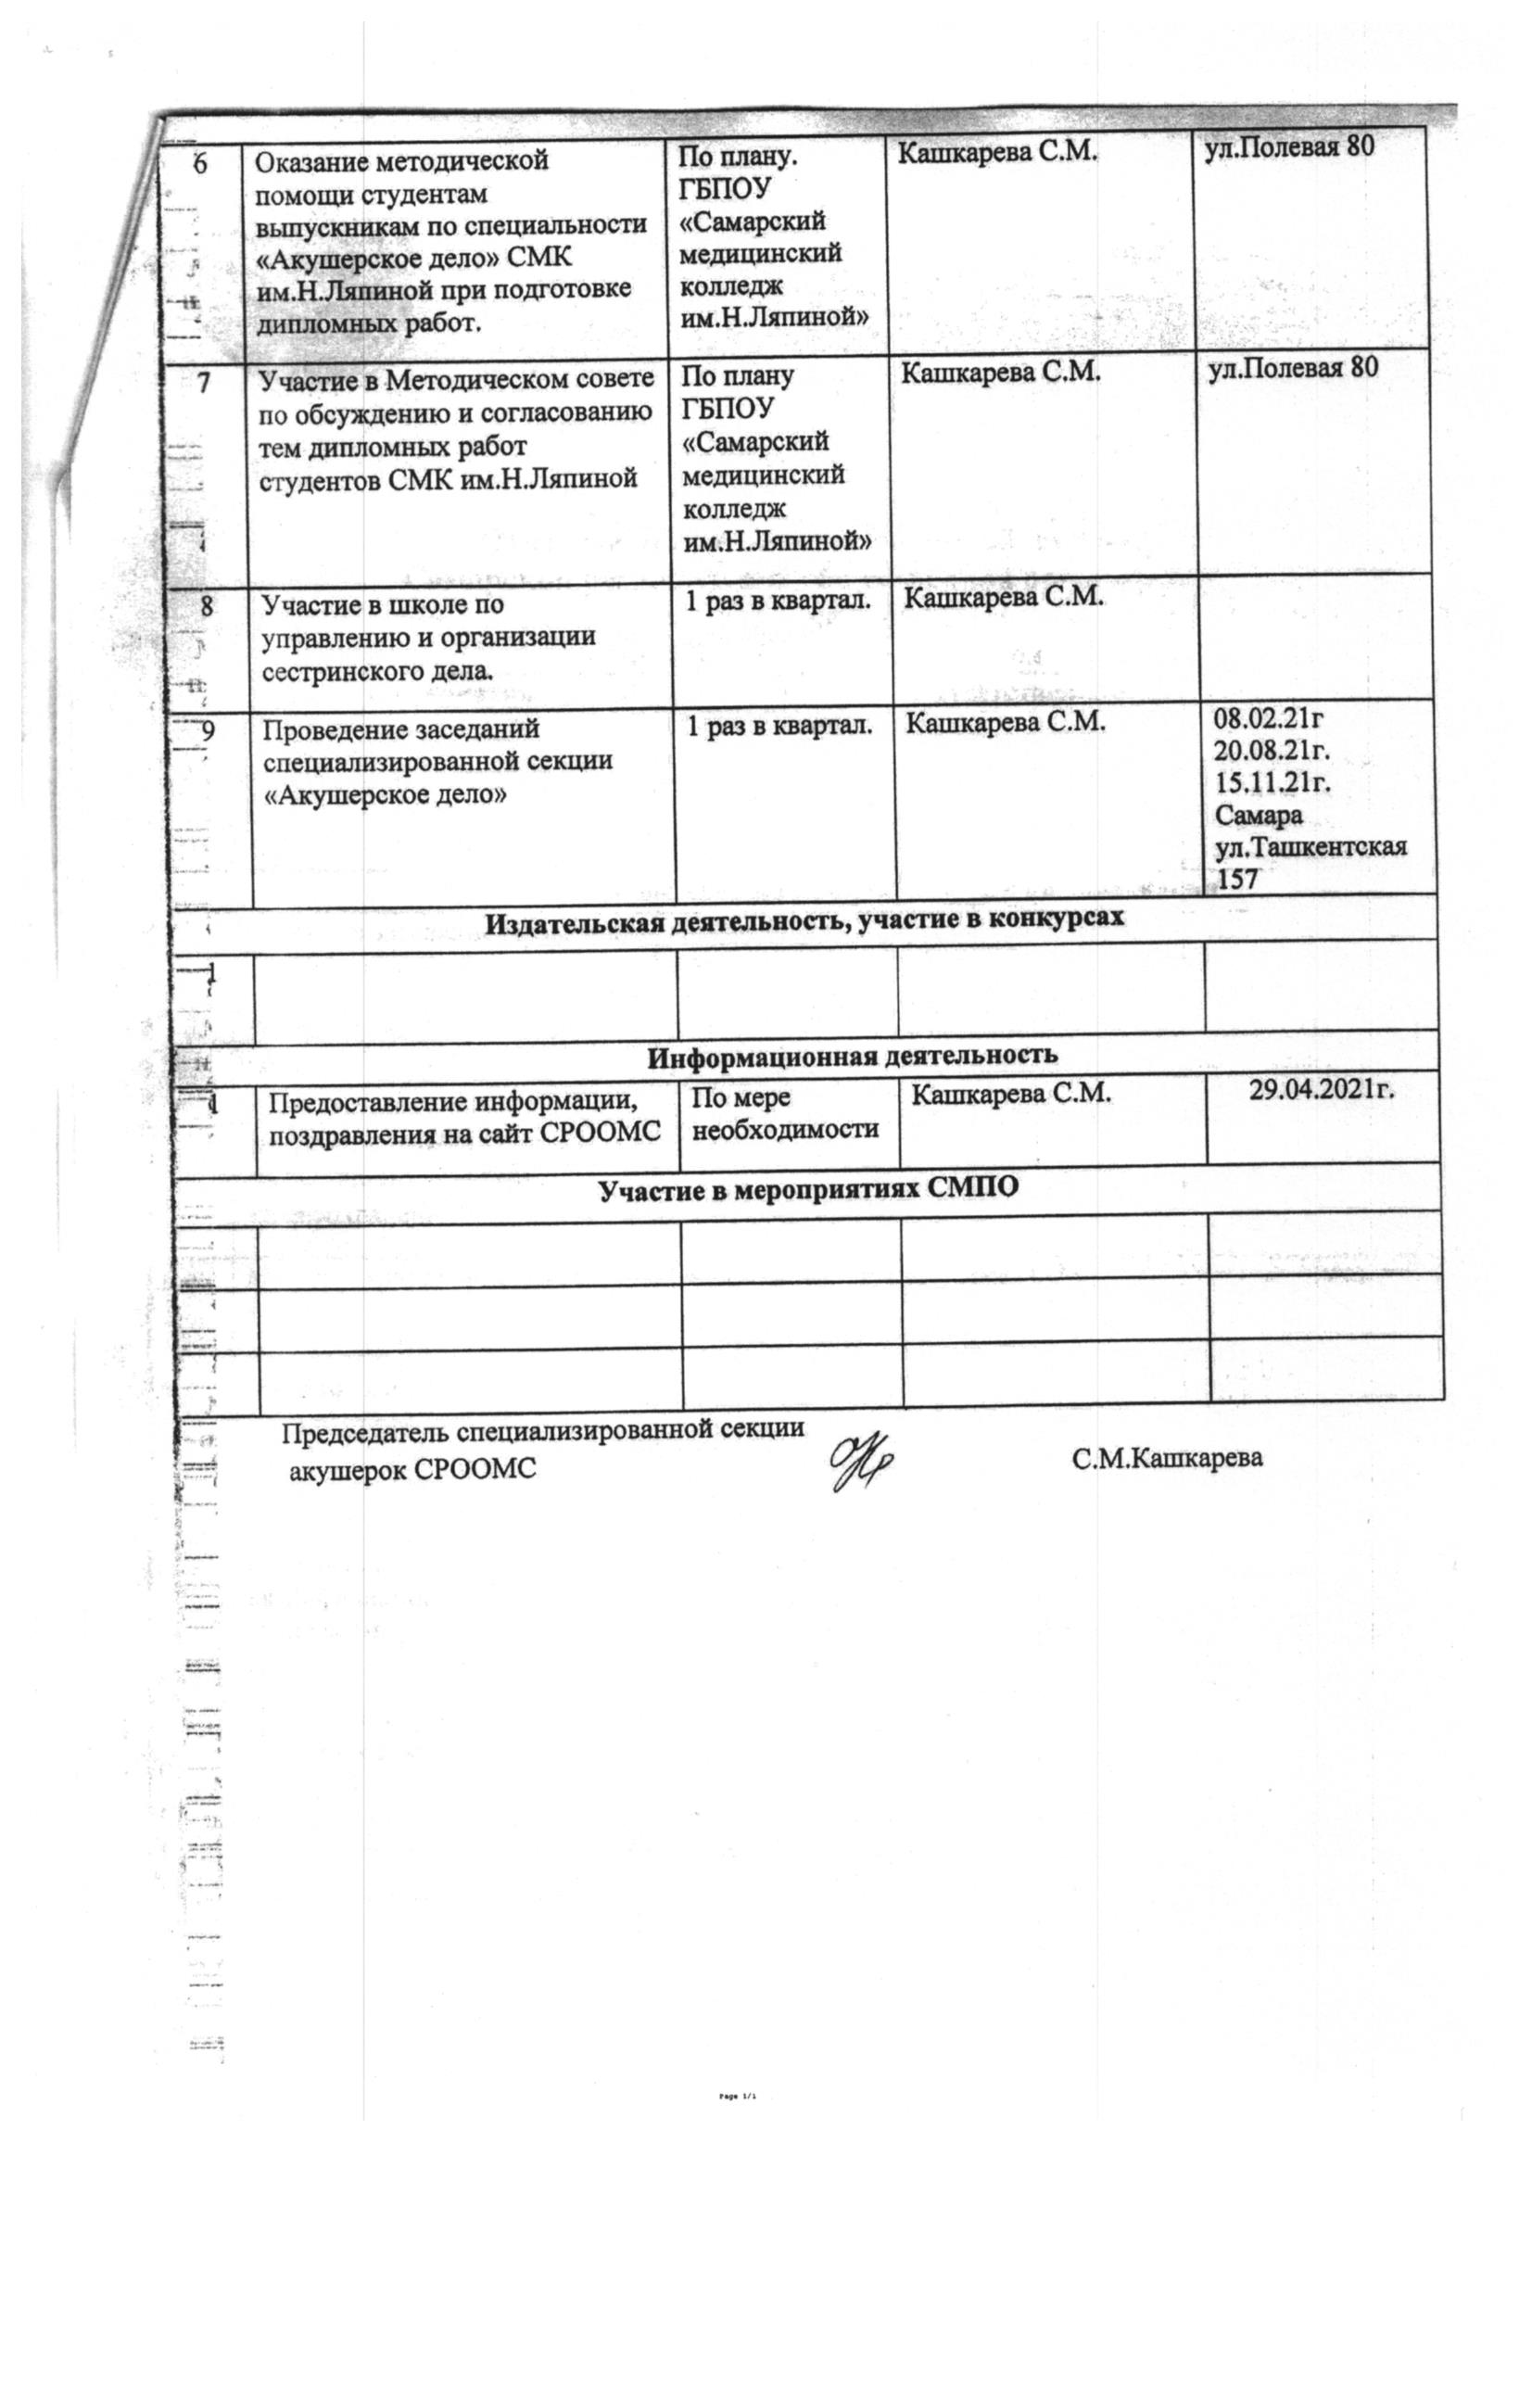 6
Оказание методической
помощи студентам
выпускникам по специальности
«Акушерское дело» СМК
им.Н.Ляпиной при подготовке
дипломных работ.
По плану.
ГБПОУ
«Самарский
медицинский
колледж
им.Н.Ляпиной»
Кашкарева С.М.
ул.Полевая 80
7
Участие в Методическом совете
по обсуждению и согласованию
тем дипломных работ
студентов СМК им.Н.Ляпиной
По плану
ГБПОУ
«Самарский
медицинский
колледж
им.Н.Ляпиной»
Кашкарева С.М.
ул.Полевая 80
8
Участие в школе по
управлению и организации
сестринского дела.
1 раз в квартал.
Кашкарева С.М.
9
Проведение заседаний
специализированной секции
«Акушерское дело»
1 раз в квартал.
Кашкарева С.М.
08.02.21г
20.08.21г.
15.11.21г.
Самара
ул.Ташкентская
157
Издательская деятельность, участие в конкурсах
1
Информационная деятельность
1
Предоставление информации,
поздравления на сайт СРООМС
По мере
необходимости
Кашкарева С.М.
29.04.2021г.
Участие в мероприятиях СМПО
Председатель специализированной секции
акушерок СРООМС
С.М.Кашкарева
Page 1/1